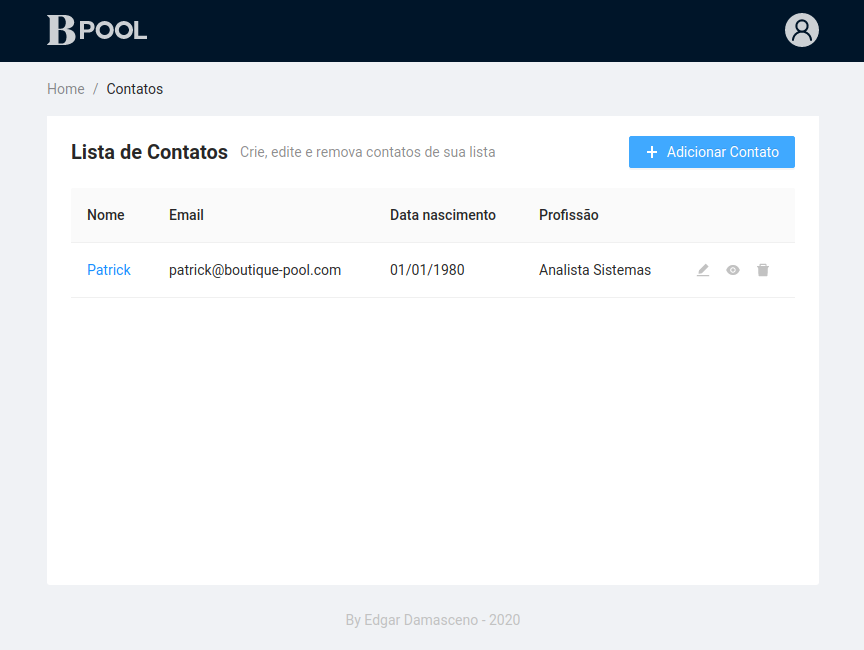 BPOOL
Home / Contatos
Lista de Contatos Crie, edite e remova contatos de sua lista + Adicionar Contato
Nome Email Data nascimento Profissão
Patrick patrick@boutique-pool.com 01/01/1980 Analista Sistemas
By Edgar Damasceno - 2020